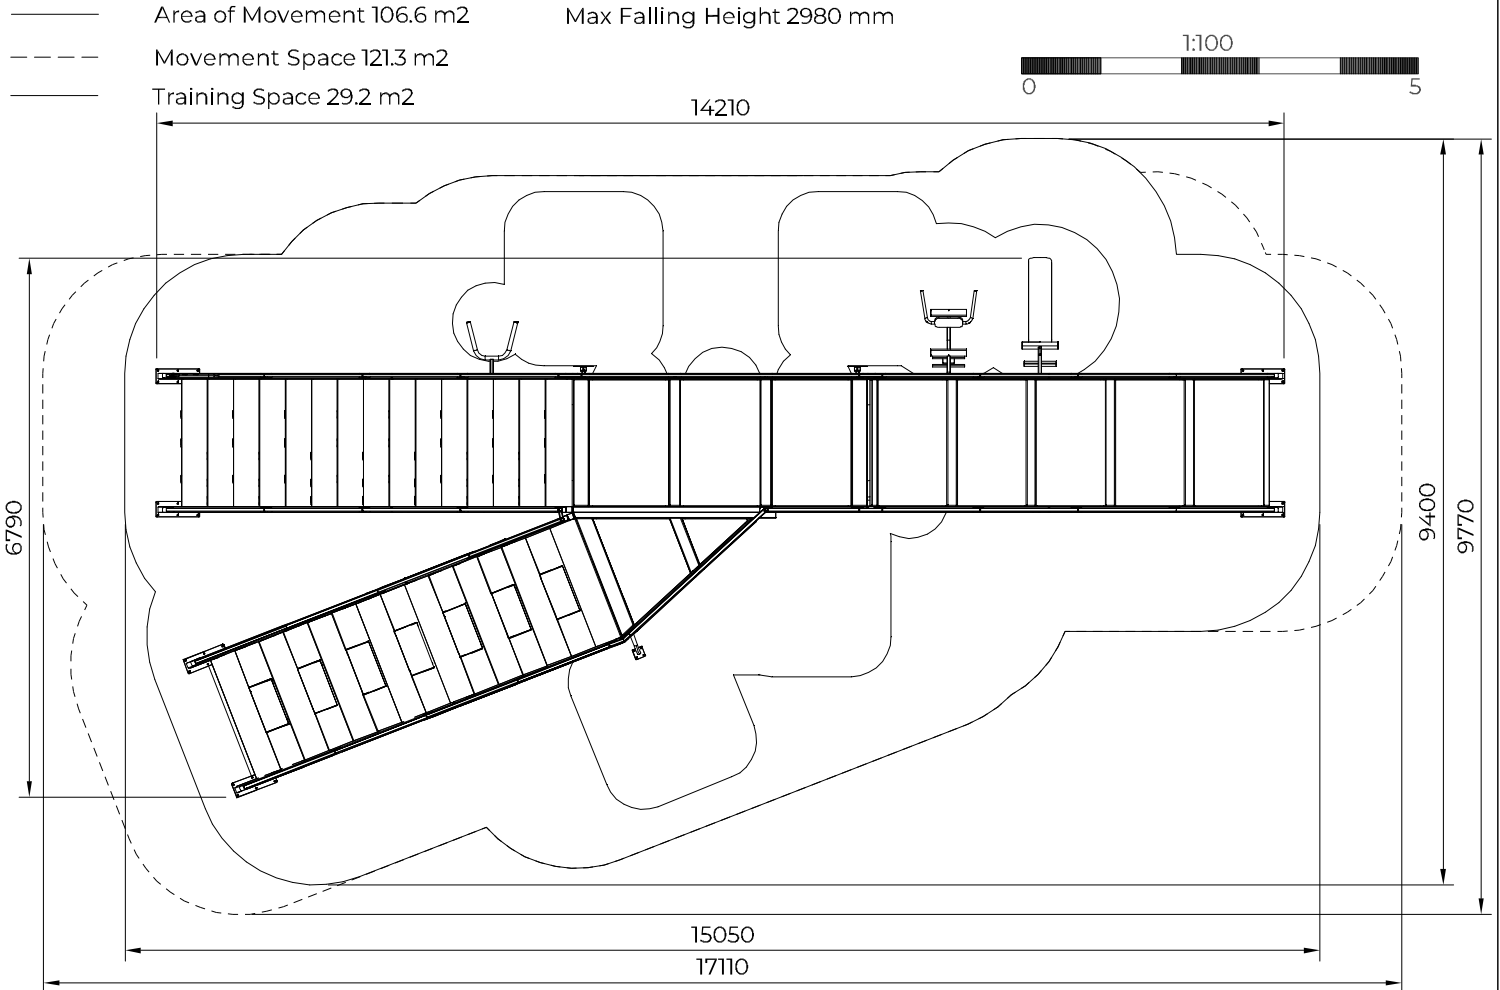 Area of Movement 106.6 m2
Max Falling Height 2980 mm
1:100
Movement Space 121.3 m2
0
5
Training Space 29.2 m2
14210
6790
9400
9770
15050
17110